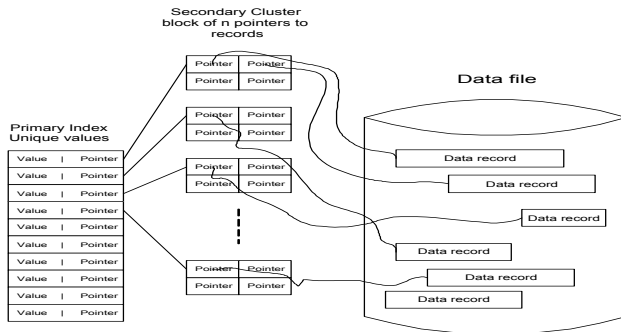 Secondary Cluster
block of n pointers to
records
Data file
Primary Index
Unique values
Value | Pointer
Value | Pointer
Value | Pointer
Value | Pointer
Value | Pointer
Value | Pointer
Value | Pointer
Value | Pointer
Value | Pointer
Value | Pointer
Pointer Pointer
Pointer Pointer
Pointer Pointer
Pointer Pointer
Pointer Pointer
Pointer Pointer
Pointer Pointer
Pointer Pointer
Data record
Data record
Data record
Data record
Data record
Data record